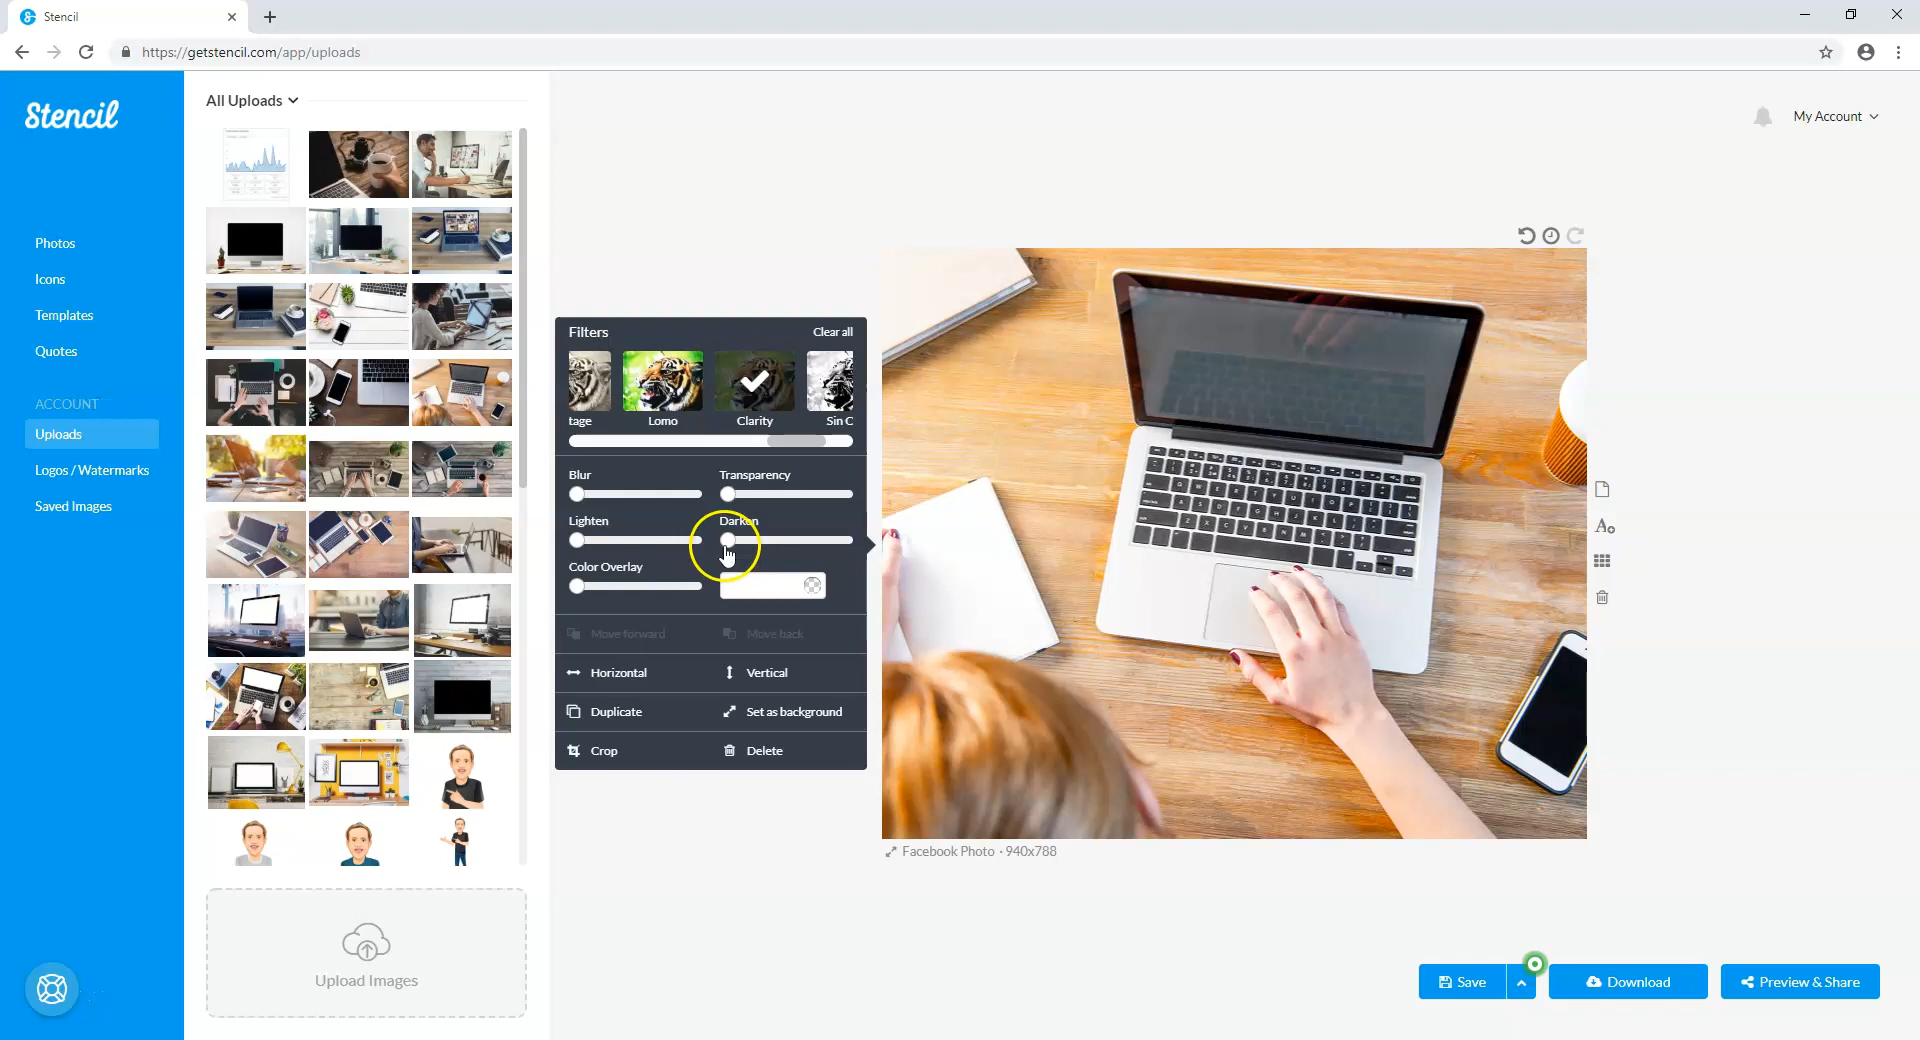 Stencil
https://getstencil.com/app/uploads
Stencil
All Uploads
My Account
Photos
Icons
Templates
Quotes
ACCOUNT
Uploads
Logos / Watermarks
Saved Images
Filters
Clear all
tage
Lomo
Clarity
Sin C
Blur
Transparency
Lighten
Darken
Color Overlay
Move forward
Move back
Horizontal
Vertical
Duplicate
Set as background
Crop
Delete
Facebook Photo • 940x788
Upload Images
Save
Download
Preview & Share